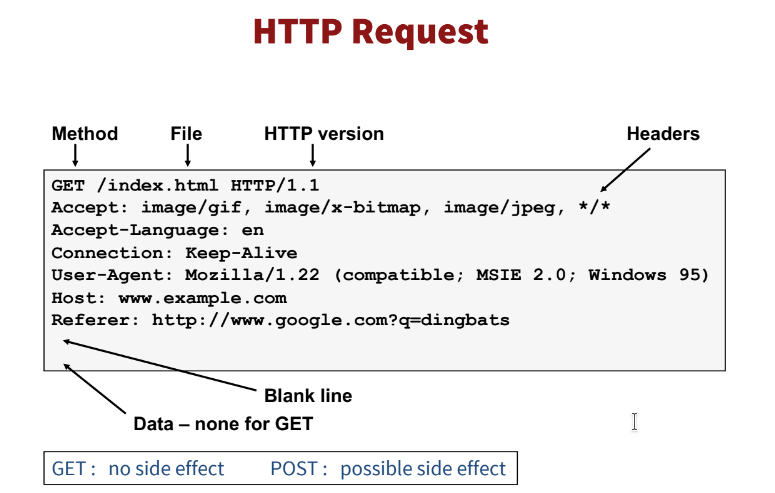 HTTP Request
Method File HTTP version Headers
GET /index.html HTTP/1.1
Accept: image/gif, image/x-bitmap, image/jpeg, */*
Accept-Language: en
Connection: Keep-Alive
User-Agent: Mozilla/1.22 (compatible; MSIE 2.0; Windows 95)
Host: www.example.com
Referer: http://www.google.com?q=dingbats
Blank line
Data – none for GET
GET : no side effect POST : possible side effect